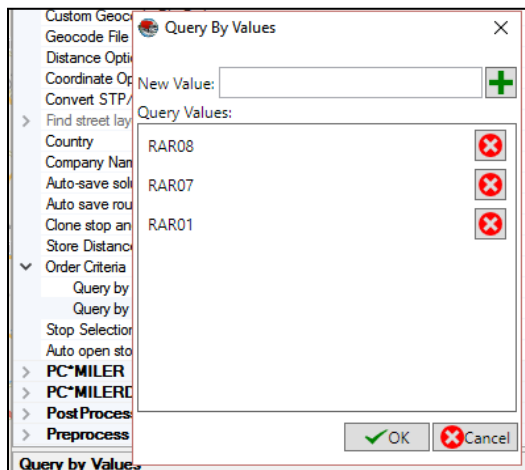 Custom Geoc
Geocode File
Distance Opti
Coordinate Op
Convert STP/
Find street lay
Country
Company Nam
Auto-save solu
Auto save rou
Clone stop an
Store Distanc
Order Criteria
Query by
Query by
Stop Selection
Auto open sto
PC*MILER
PC*MILERD
PostProces
Preprocess
Query by Values
Query By Values
New Value:
Query Values:
RAR08
RAR07
RAR01
OK
Cancel